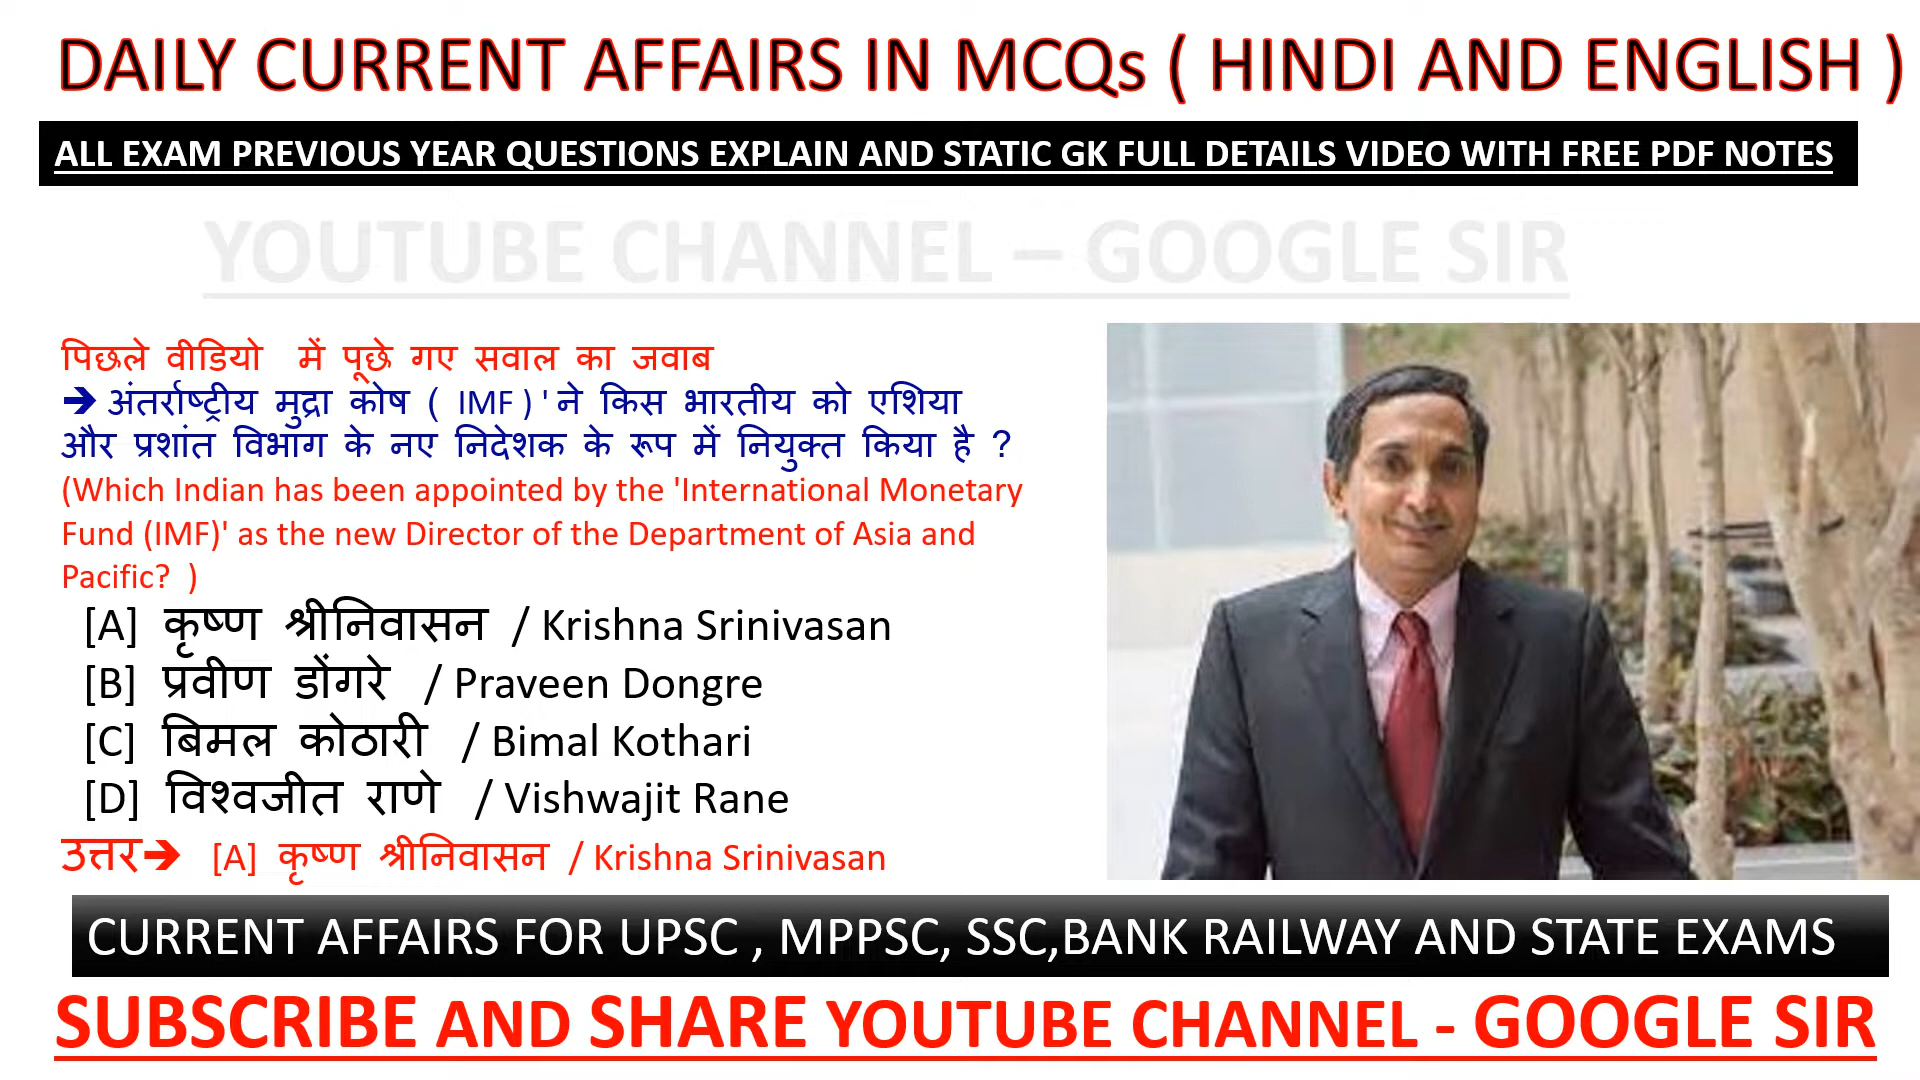 DAILY CURRENT AFFAIRS IN MCQs ( HINDI AND ENGLISH )
ALL EXAM PREVIOUS YEAR QUESTIONS EXPLAIN AND STATIC GK FULL DETAILS VIDEO WITH FREE PDF NOTES
YOUTUBE CHANNEL – GOOGLE SIR
पिछले वीडियो में पूछे गए सवाल का जवाब
➔ अंतर्राष्ट्रीय मुद्रा कोष ( IMF ) ' ने किस भारतीय को एशिया
और प्रशांत विभाग के नए निदेशक के रूप में नियुक्त किया है ?
(Which Indian has been appointed by the 'International Monetary
Fund (IMF)' as the new Director of the Department of Asia and
Pacific? )
[A] कृष्ण श्रीनिवासन / Krishna Srinivasan
[B] प्रवीण डोंगरे / Praveen Dongre
[C] बिमल कोठारी / Bimal Kothari
[D] विश्वजीत राणे / Vishwajit Rane
उत्तर➔ [A] कृष्ण श्रीनिवासन / Krishna Srinivasan
CURRENT AFFAIRS FOR UPSC , MPPSC, SSC,BANK RAILWAY AND STATE EXAMS
SUBSCRIBE AND SHARE YOUTUBE CHANNEL - GOOGLE SIR